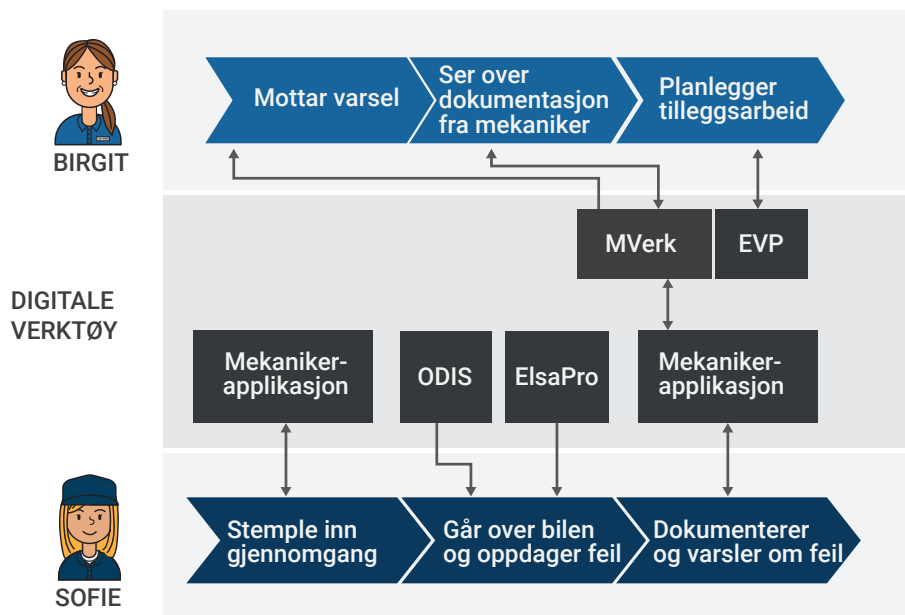 BIRGIT
Mottar varsel
Ser over
dokumentasjon
fra mekaniker
Planlegger
tilleggsarbeid
DIGITALE
VERKTØY
MVerk
EVP
Mekaniker-
applikasjon
ODIS
ElsaPro
Mekaniker-
applikasjon
SOFIE
Stemple inn
gjennomgang
Går over bilen
og oppdager feil
Dokumenterer
og varsler om feil